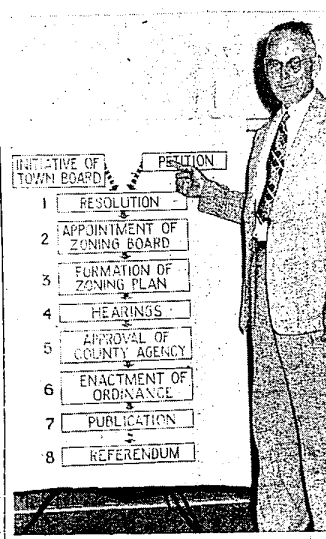 INITIATIVE OF
TOWN BOARD
PETITION
1 RESOLUTION
2 APPOINTMENT OF
ZONING BOARD
3 FORMATION OF
ZONING PLAN
4 HEARINGS
5 APPROVAL OF
COUNTY AGENCY
6 ENACTMENT OF
ORDINANCE
7 PUBLICATION
8 REFERENDUM